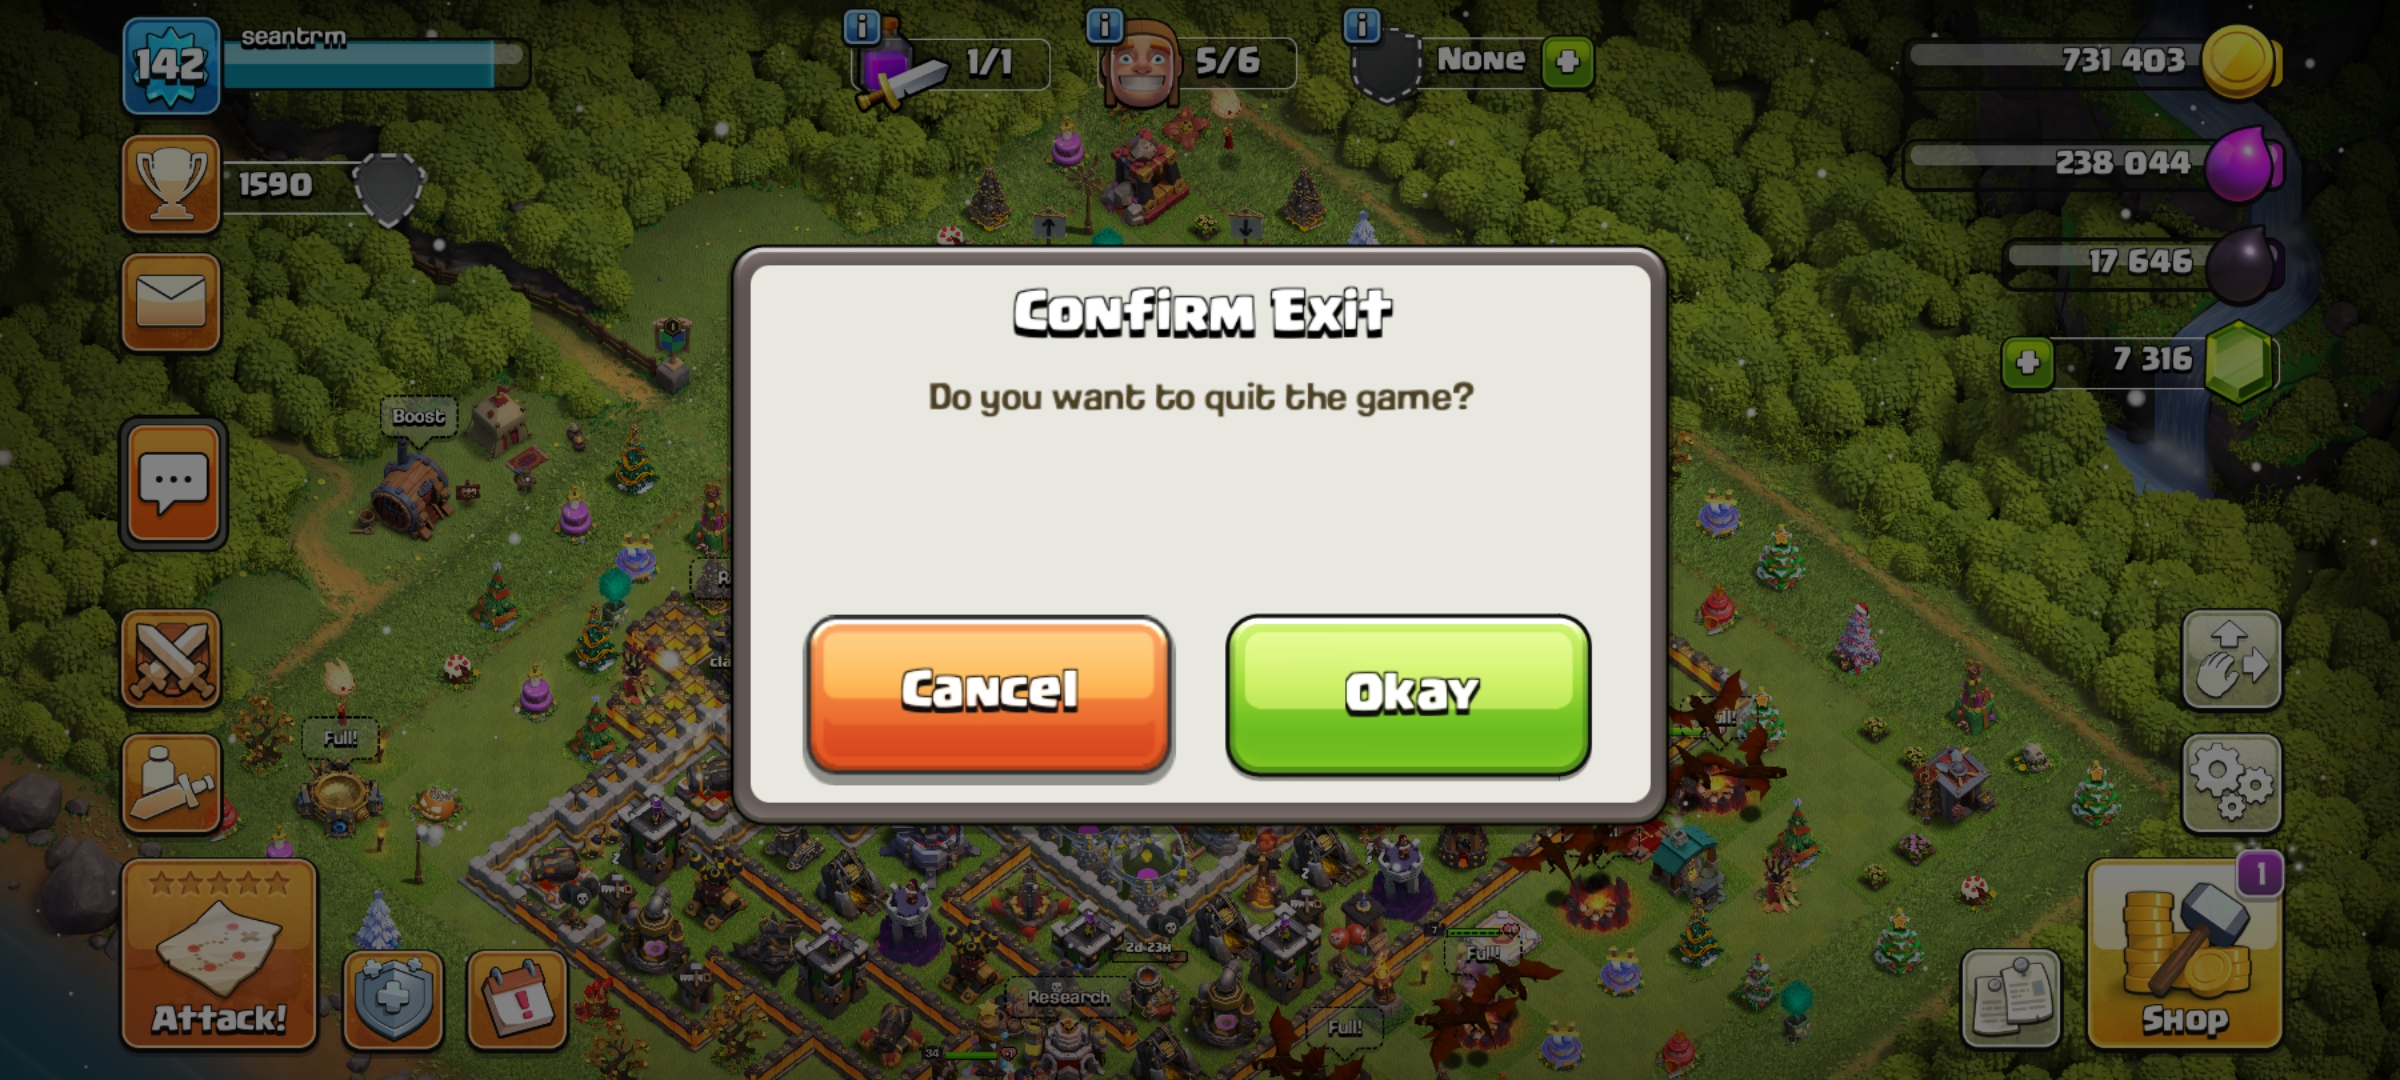 142
seantrm
1/1
5/6
None
731 403
1590
238 044
17 646
7 316
Confirm Exit
Do you want to quit the game?
Boost
Cancel
Okay
Full!
2d 23H
Full!
Research
Full!
34
Attack!
1
Shop